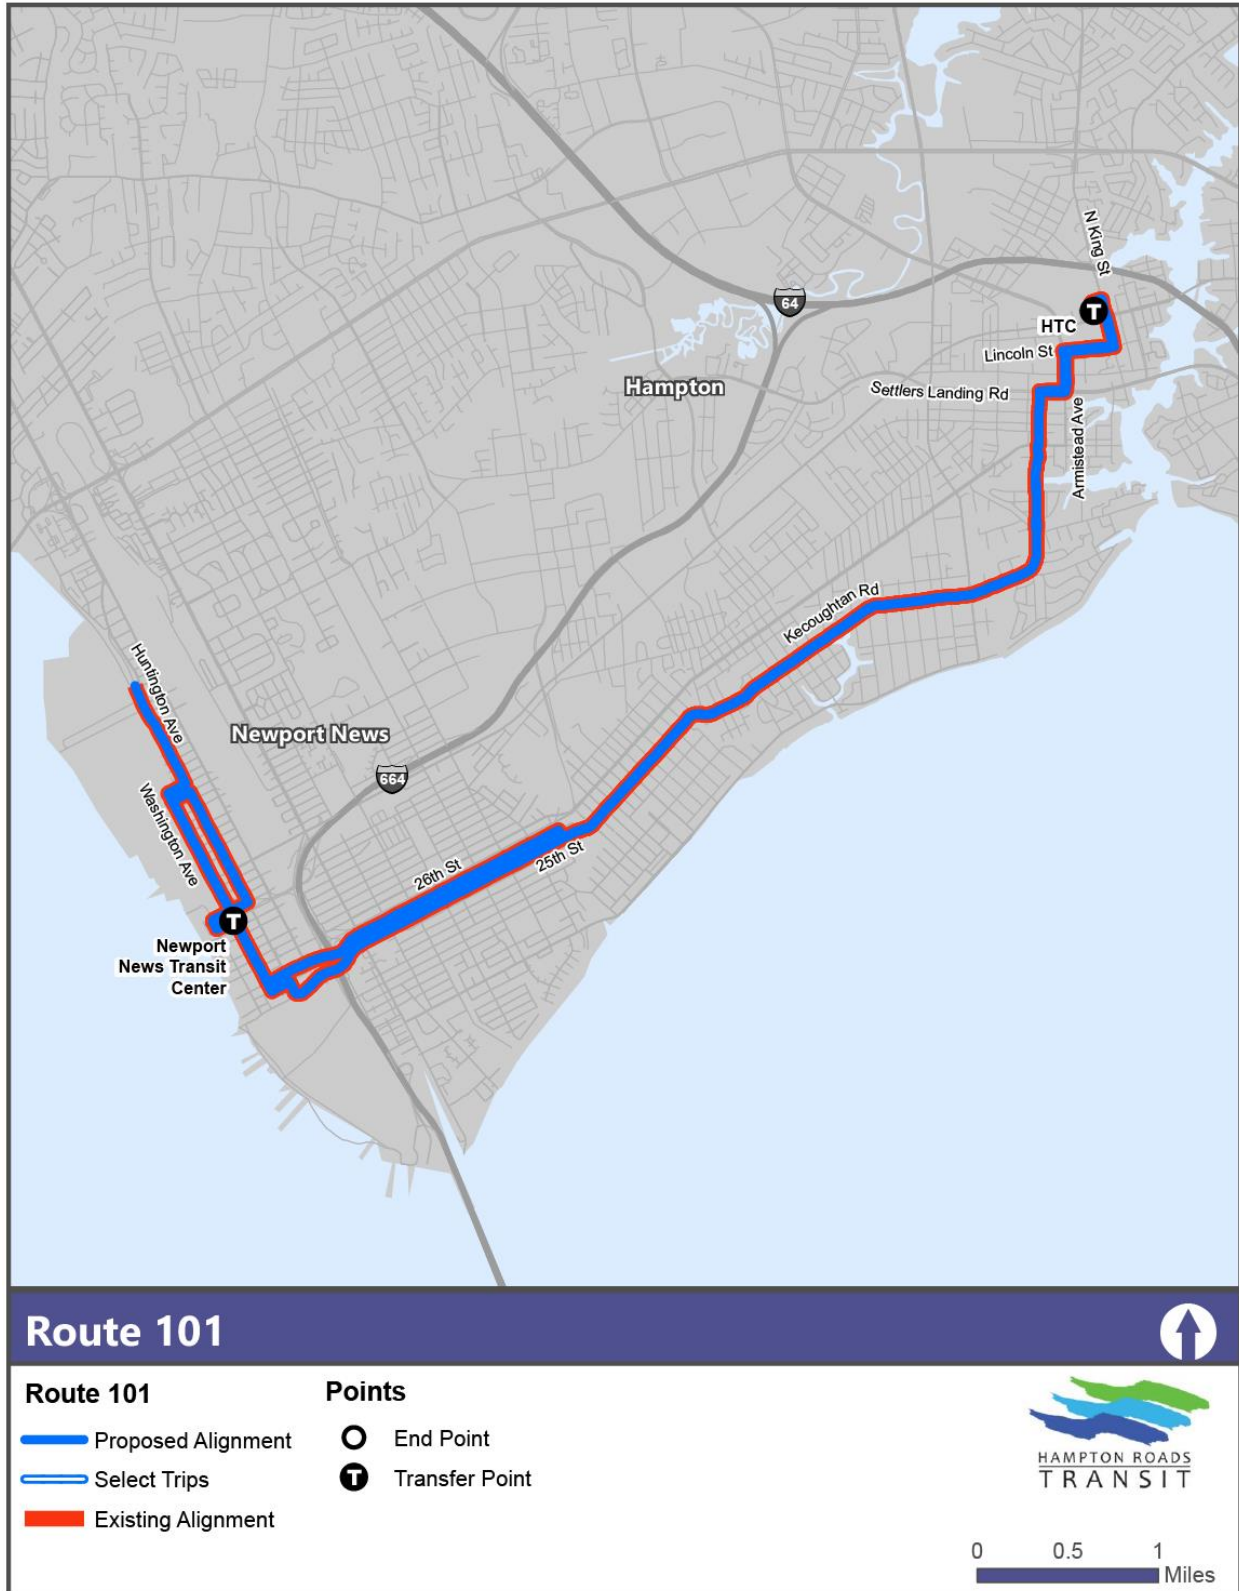 N King St
64
T
HTC
Lincoln St
Hampton
Settlers Landing Rd
Armistead Ave
Kecoughtan Rd
Huntington Ave
Newport News
664
Washington Ave
26th St
25th St
T
Newport
News Transit
Center
Route 101
Route 101
Points
Proposed Alignment
End Point
Select Trips
T
Transfer Point
Existing Alignment
HAMPTON ROADS
TRANSIT
0 0.5 1
Miles